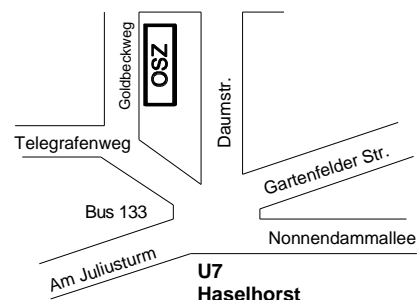 Goldbeckweg
OSZ
Daumstr.
Telegrafenweg
Gartenfelder Str.
Bus 133
Nonnendammallee
Am Juliusturm
U7
Haselhorst